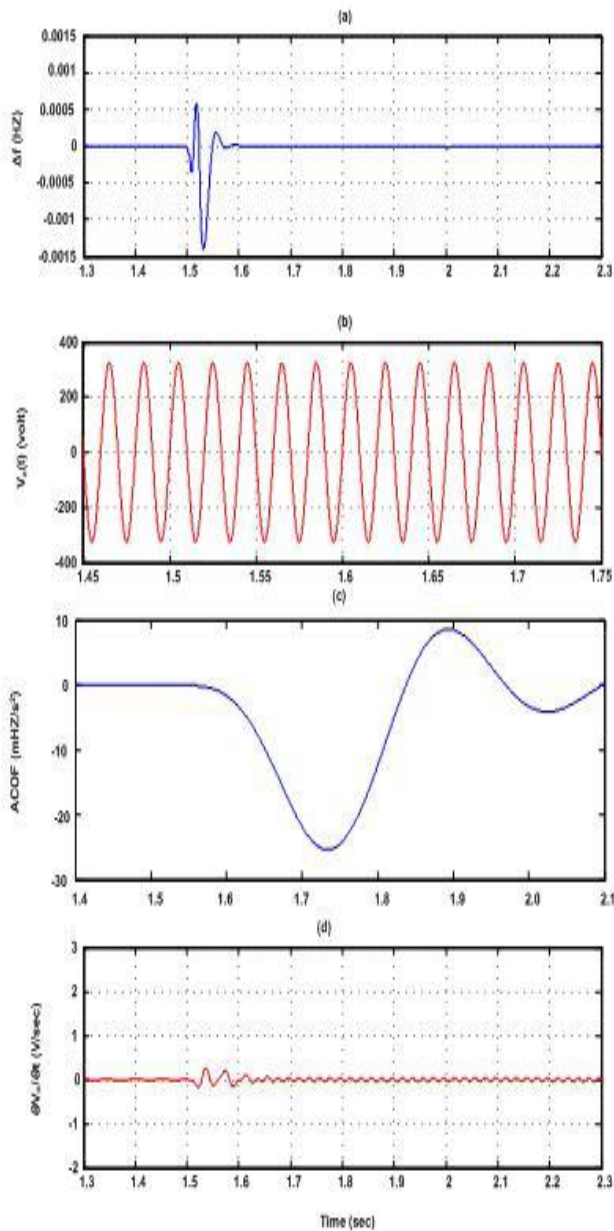 (a)
Δf (HZ)
0.0015
0.001
0.0005
0
-0.0005
-0.001
-0.0015
1.3 1.4 1.5 1.6 1.7 1.8 1.9 2 2.1 2.2 2.3
(b)
(t) (volt)
400
200
0
-200
-400
1.45 1.5 1.55 1.6 1.65 1.7 1.75
(c)
ACOF (mHZ/s²)
10
0
-10
-20
-30
1.4 1.5 1.6 1.7 1.8 1.9 2.0 2.1
(d)
(V/sec)
3
2
1
0
-1
-2
1.3 1.4 1.5 1.6 1.7 1.8 1.9 2 2.1 2.2 2.3
Time (sec)